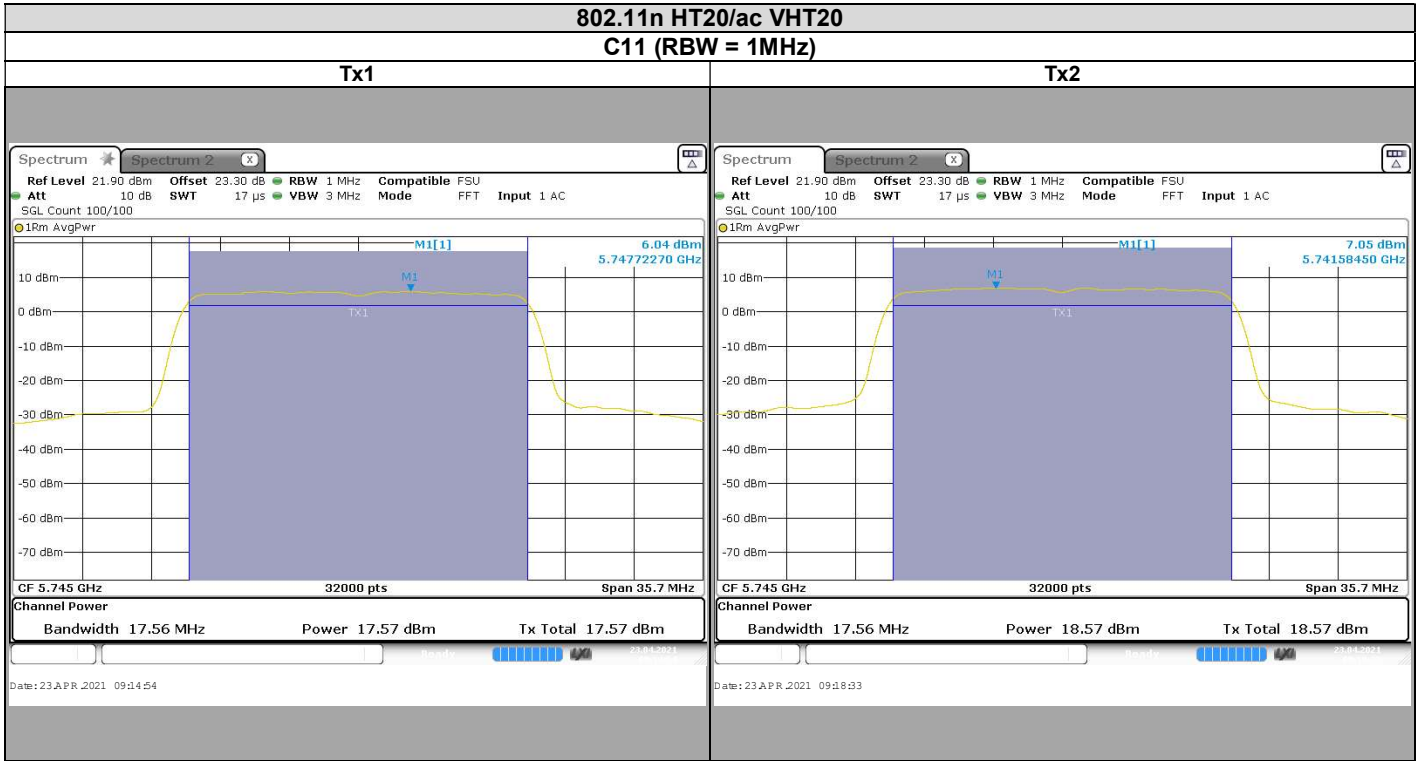 802.11n HT20/ac VHT20
C11 (RBW = 1MHz)
Tx1
Spectrum
Spectrum 2 X
Ref Level 21.90 dBm Offset 23.30 dB RBW 1 MHz Compatible FSU
Att 10 dB SWT 17 µs VBW 3 MHz Mode FFT Input 1 AC
SGL Count 100/100
1Rm AvgPwr
M1[1] 6.04 dBm
5.74772270 GHz
10 dBm
M1
0 dBm
TX1
-10 dBm
-20 dBm
-30 dBm
-40 dBm
-50 dBm
-60 dBm
-70 dBm
CF 5.745 GHz 32000 pts Span 35.7 MHz
Channel Power
Bandwidth 17.56 MHz Power 17.57 dBm Tx Total 17.57 dBm
Ready 23.04.2021
Date: 23.APR.2021 09:14:54
Tx2
Spectrum
Spectrum 2 X
Ref Level 21.90 dBm Offset 23.30 dB RBW 1 MHz Compatible FSU
Att 10 dB SWT 17 µs VBW 3 MHz Mode FFT Input 1 AC
SGL Count 100/100
1Rm AvgPwr
M1[1] 7.05 dBm
5.74158450 GHz
10 dBm
M1
0 dBm
TX1
-10 dBm
-20 dBm
-30 dBm
-40 dBm
-50 dBm
-60 dBm
-70 dBm
CF 5.745 GHz 32000 pts Span 35.7 MHz
Channel Power
Bandwidth 17.56 MHz Power 18.57 dBm Tx Total 18.57 dBm
Ready 23.04.2021
Date: 23.APR.2021 09:18:33